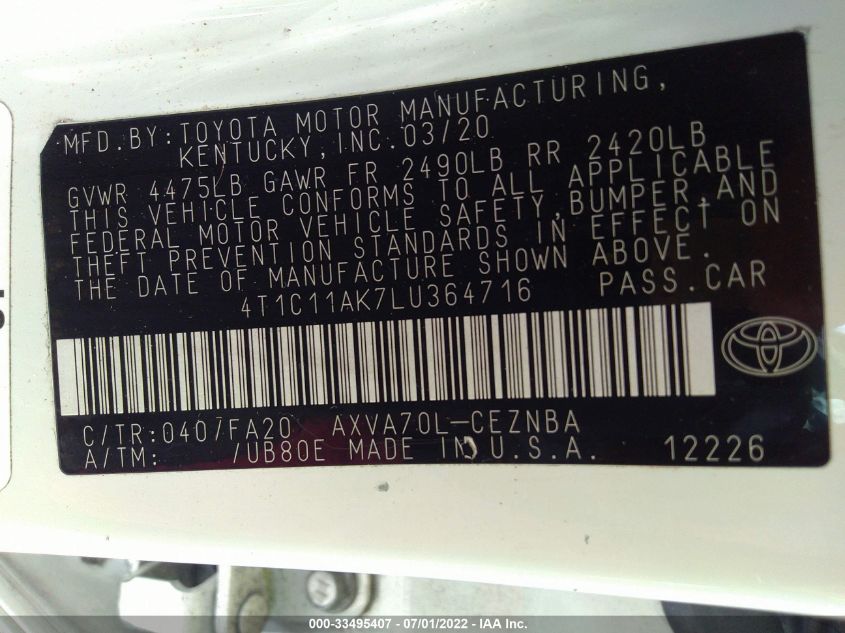 MFD.BY:TOYOTA MOTOR MANUFACTURING,
KENTUCKY,INC.03/20
GVWR 4475LB GAWR FR 2490LB RR 2420LB
THIS VEHICLE CONFORMS TO ALL APPLICABLE
FEDERAL MOTOR VEHICLE SAFETY,BUMPER,AND
THEFT PREVENTION STANDARDS IN EFFECT ON
THE DATE OF MANUFACTURE SHOWN ABOVE.
4T1C11AK7LU364716 PASS.CAR
C/TR:0407FA20 AXVA70L-CEZNBA
A/TM: /UB80E MADE IN U.S.A. 12226
000-33495407 - 07/01/2022 - IAA Inc.